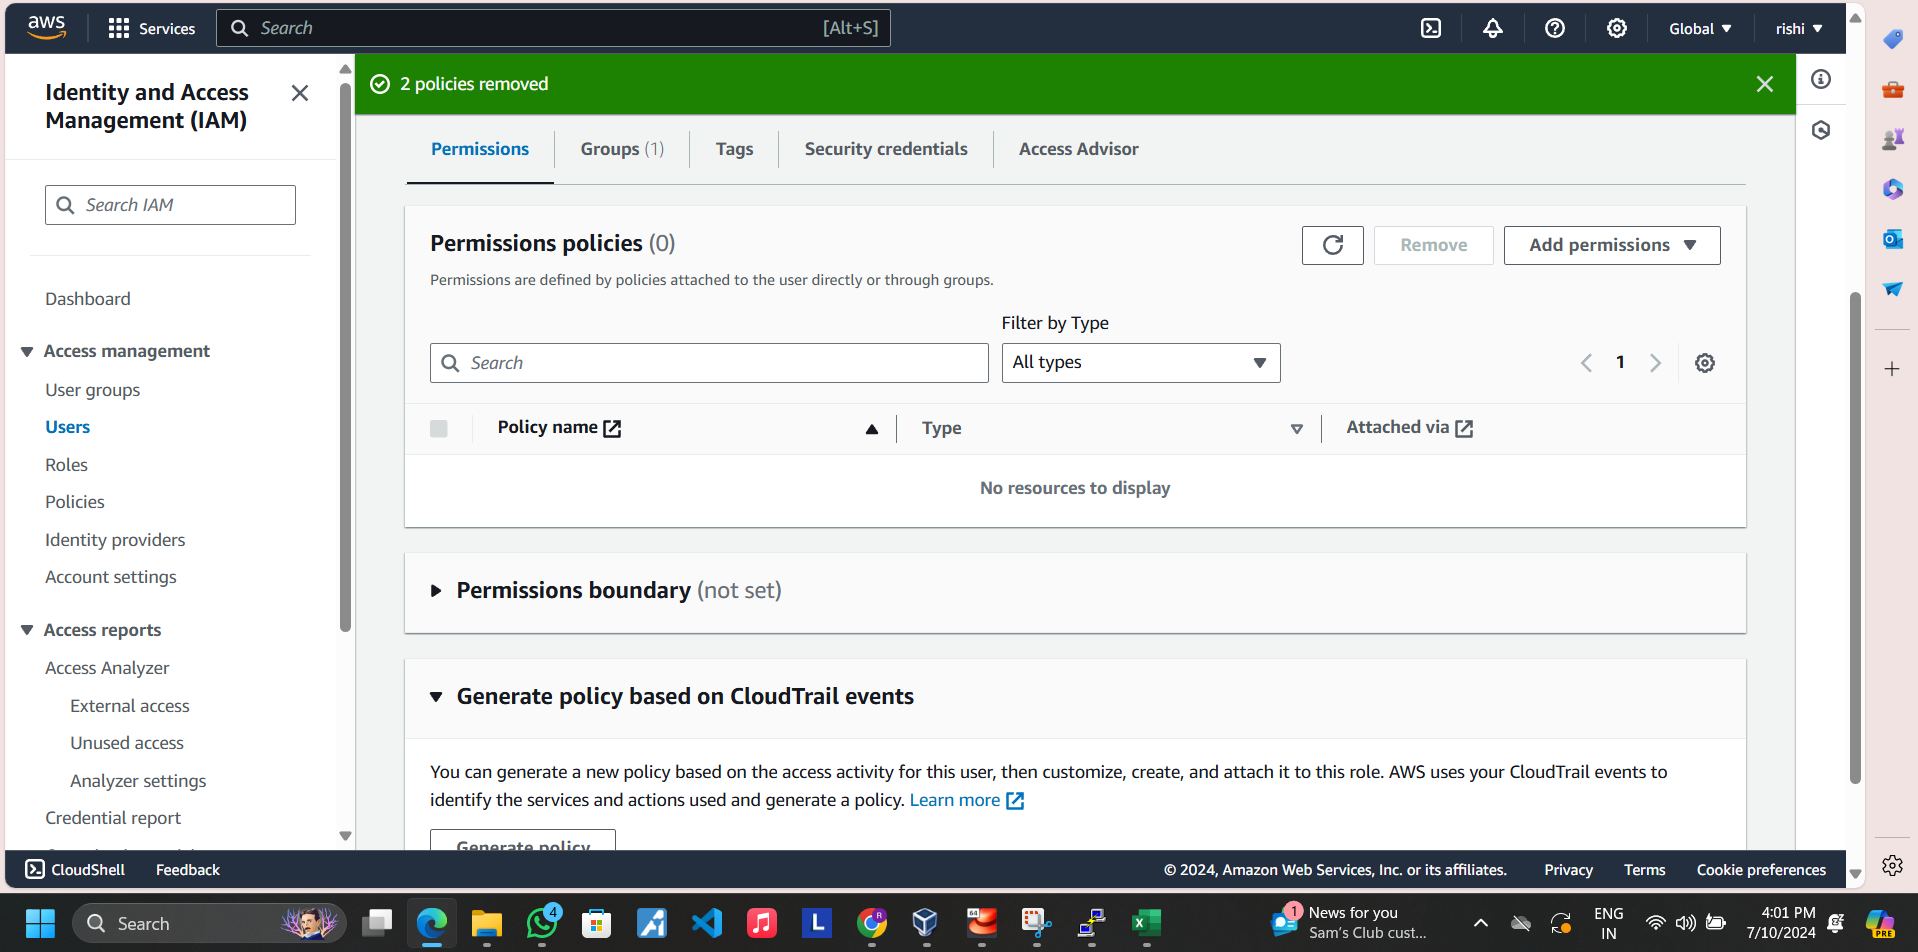 aws
Services
Search
[Alt+S]
Global
rishi
Identity and Access
Management (IAM)
Search IAM
Dashboard
Access management
User groups
Users
Roles
Policies
Identity providers
Account settings
Access reports
Access Analyzer
External access
Unused access
Analyzer settings
Credential report
2 policies removed
Permissions
Groups (1)
Tags
Security credentials
Access Advisor
Permissions policies (0)
Remove
Add permissions
Permissions are defined by policies attached to the user directly or through groups.
Filter by Type
Search
All types
1
Policy name
Type
Attached via
No resources to display
Permissions boundary (not set)
Generate policy based on CloudTrail events
You can generate a new policy based on the access activity for this user, then customize, create, and attach it to this role. AWS uses your CloudTrail events to
identify the services and actions used and generate a policy. Learn more
Generate policy
CloudShell
Feedback
© 2024, Amazon Web Services, Inc. or its affiliates.
Privacy
Terms
Cookie preferences
Search
4
L
R
64
X
1
News for you
Sam's Club cust...
ENG
IN
4:01 PM
7/10/2024
PRE